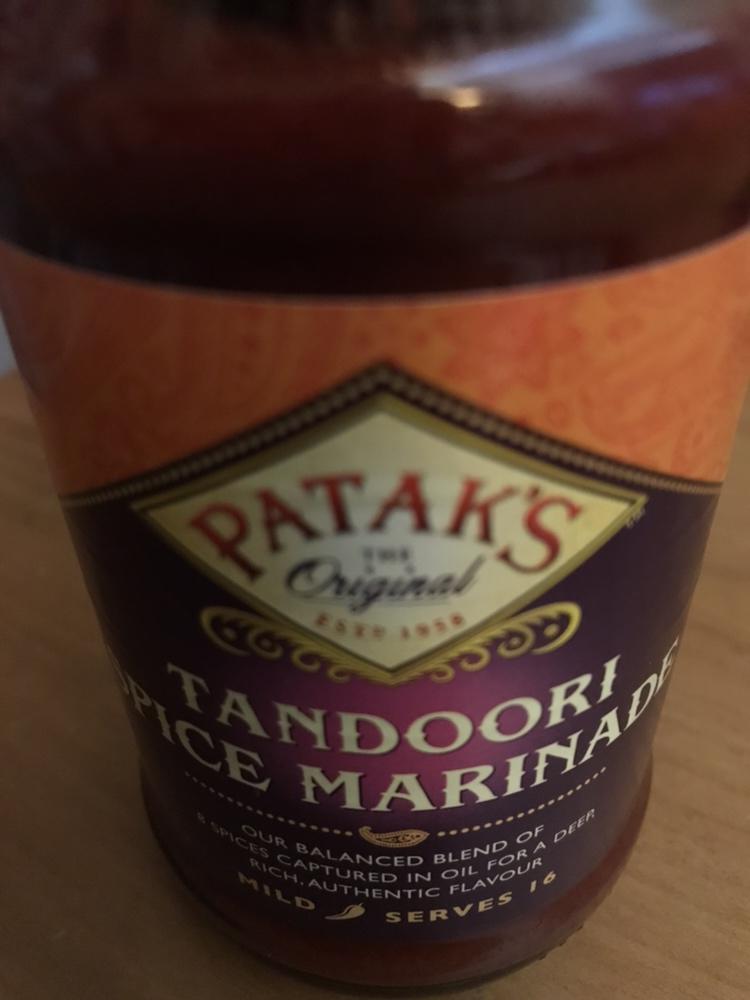 PATAK'S
THE
Original
ESTD 1958
TANDOORI
SPICE MARINADE
OUR BALANCED BLEND OF
8 SPICES CAPTURED IN OIL FOR A DEEP,
RICH, AUTHENTIC FLAVOUR
MILD SERVES 16